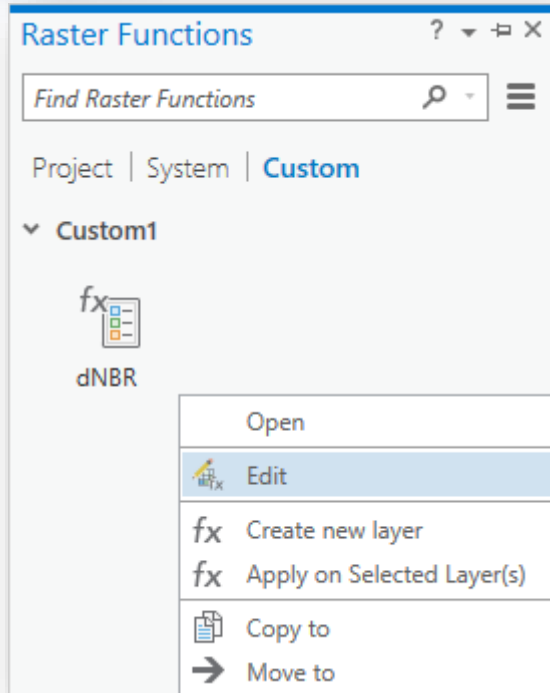 Raster Functions ?
Find Raster Functions
Project | System | Custom
Custom1
fx
dNBR
Open
fx Edit
fx Create new layer
fx Apply on Selected Layer(s)
Copy to
Move to